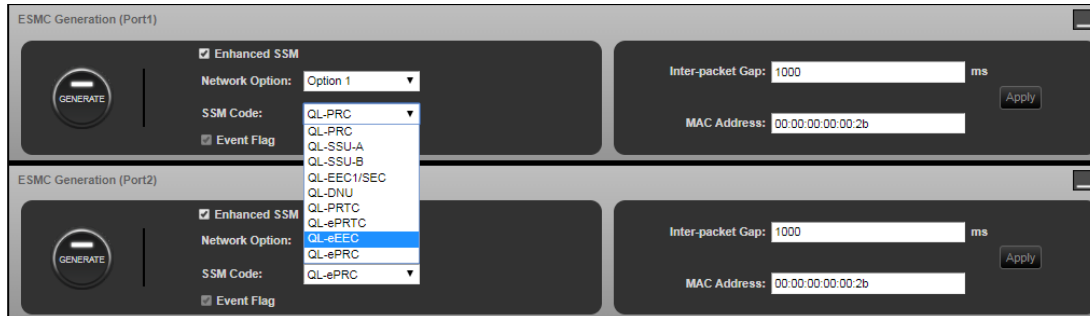 ESMC Generation (Port1)
Enhanced SSM
Network Option: Option 1
SSM Code: QL-PRC
Event Flag
GENERATE
Inter-packet Gap: 1000 ms
Apply
MAC Address: 00:00:00:00:00:2b
QL-PRC
QL-SSU-A
QL-SSU-B
QL-EEC1/SEC
QL-DNU
QL-PRTC
QL-ePRTC
QL-eEEC
QL-ePRC
ESMC Generation (Port2)
Enhanced SSM
Network Option:
SSM Code: QL-ePRC
Event Flag
GENERATE
Inter-packet Gap: 1000 ms
Apply
MAC Address: 00:00:00:00:00:2b